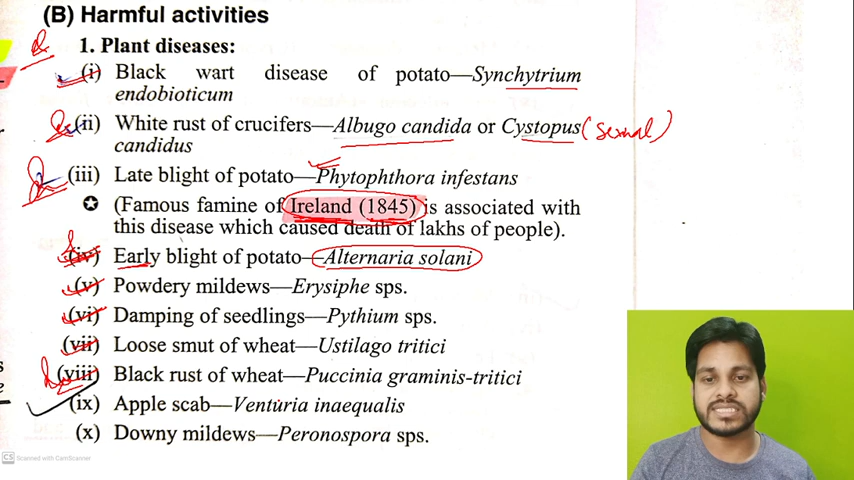 (B) Harmful activities
1. Plant diseases:
(i) Black wart disease of potato—Synchytrium
endobioticum
(ii) White rust of crucifers—Albugo candida or Cystopus (sexual)
candidus
(iii) Late blight of potato—Phytophthora infestans
✪ (Famous famine of Ireland (1845) is associated with
this disease which caused death of lakhs of people).
(iv) Early blight of potato—Alternaria solani
(v) Powdery mildews—Erysiphe sps.
(vi) Damping of seedlings—Pythium sps.
(vii) Loose smut of wheat—Ustilago tritici
(viii) Black rust of wheat—Puccinia graminis-tritici
(ix) Apple scab—Venturia inaequalis
(x) Downy mildews—Peronospora sps.
CS Scanned with CamScanner